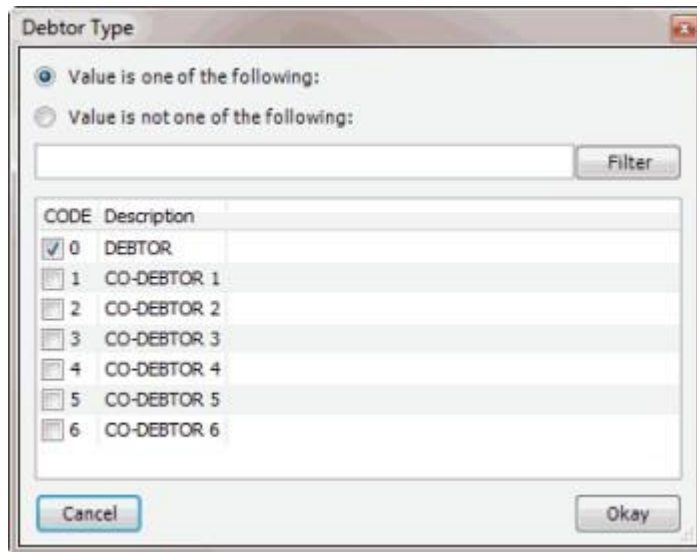 Debtor Type
Value is one of the following:
Value is not one of the following:
Filter
CODE Description
0 DEBTOR
1 CO-DEBTOR 1
2 CO-DEBTOR 2
3 CO-DEBTOR 3
4 CO-DEBTOR 4
5 CO-DEBTOR 5
6 CO-DEBTOR 6
Cancel Okay